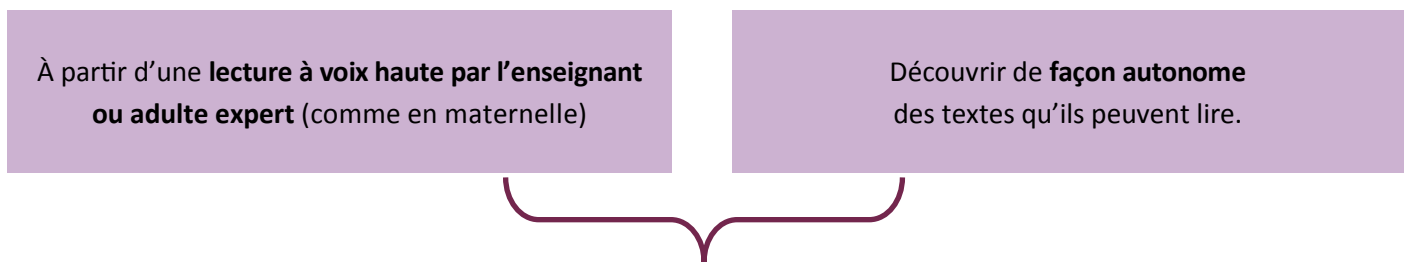 À partir d’une lecture à voix haute par l’enseignant
ou adulte expert (comme en maternelle)
Découvrir de façon autonome
des textes qu’ils peuvent lire.